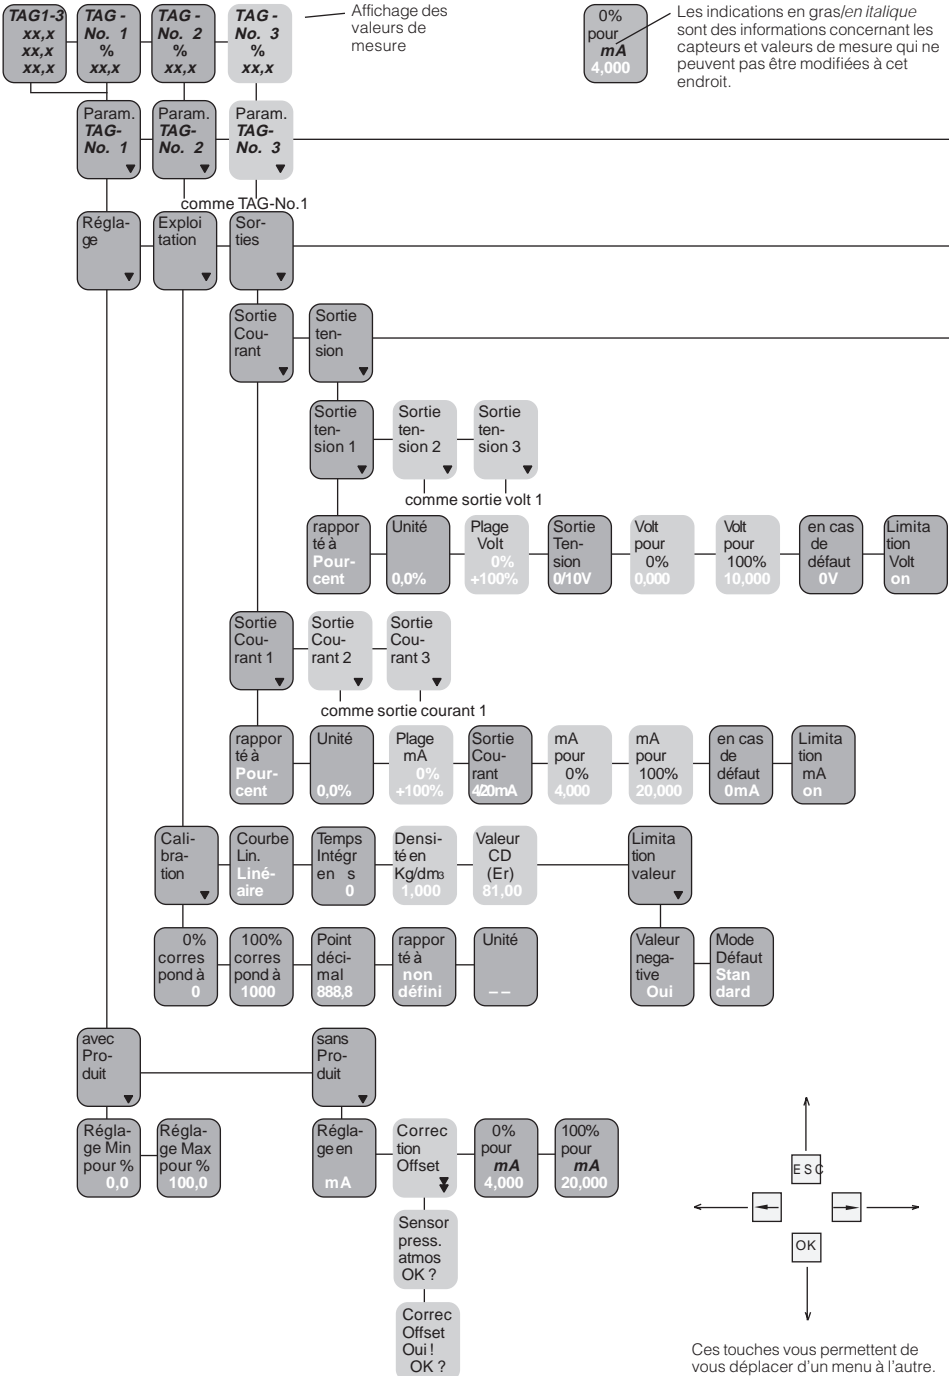 TAG1-3
xx,x
xx,x
xx,x
TAG -
No. 1
%
xx,x
TAG -
No. 2
%
xx,x
TAG -
No. 3
%
xx,x
Affichage des
valeurs de
mesure
0%
pour
mA
4,000
Les indications en gras/en italique
sont des informations concernant les
capteurs et valeurs de mesure qui ne
peuvent pas être modifiées à cet
endroit.
Param.
TAG-
No. 1
Param.
TAG-
No. 2
Param.
TAG-
No. 3
comme TAG-No.1
Régla-
ge
Exploi
tation
Sor-
ties
Sortie
Cou-
rant
Sortie
ten-
sion
Sortie
ten-
sion 1
Sortie
ten-
sion 2
Sortie
ten-
sion 3
comme sortie volt 1
rappor
té à
Pour-
cent
Unité
0,0%
Plage
Volt
0%
+100%
Sortie
Ten-
sion
0/10V
Volt
pour
0%
0,000
Volt
pour
100%
10,000
en cas
de
défaut
0V
Limita
tion
Volt
on
Sortie
Cou-
rant 1
Sortie
Cou-
rant 2
Sortie
Cou-
rant 3
comme sortie courant 1
rappor
té à
Pour-
cent
Unité
0,0%
Plage
mA
0%
+100%
Sortie
Cou-
rant
4/20mA
mA
pour
0%
4,000
mA
pour
100%
20,000
en cas
de
défaut
0mA
Limita
tion
mA
on
Cali-
bra-
tion
Courbe
Lin.
Liné-
aire
Temps
Intégr
en s
0
Densi-
té en
Kg/dm3
1,000
Valeur
CD
(Er)
81,00
Limita
tion
valeur
0%
corres
pond à
0
100%
corres
pond à
1000
Point
déci-
mal
888,8
rappor
té à
non
défini
Unité
– –
Valeur
nega-
tive
Oui
Mode
Défaut
Stan
dard
avec
Pro-
duit
sans
Pro-
duit
Régla-
ge Min
pour %
0,0
Régla-
ge Max
pour %
100,0
Régla-
ge en
mA
Correc
tion
Offset
0%
pour
mA
4,000
100%
pour
mA
20,000
Sensor
press.
atmos
OK ?
Correc
Offset
Oui !
OK ?
ESC
OK
Ces touches vous permettent de
vous déplacer d'un menu à l'autre.